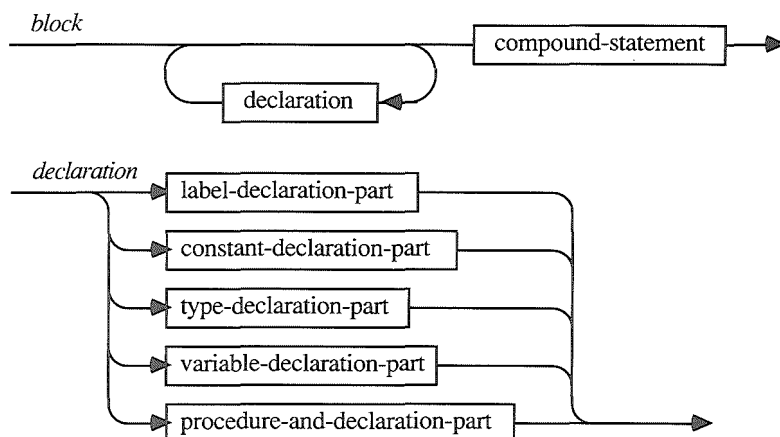 block
compound-statement
declaration
declaration
label-declaration-part
constant-declaration-part
type-declaration-part
variable-declaration-part
procedure-and-declaration-part